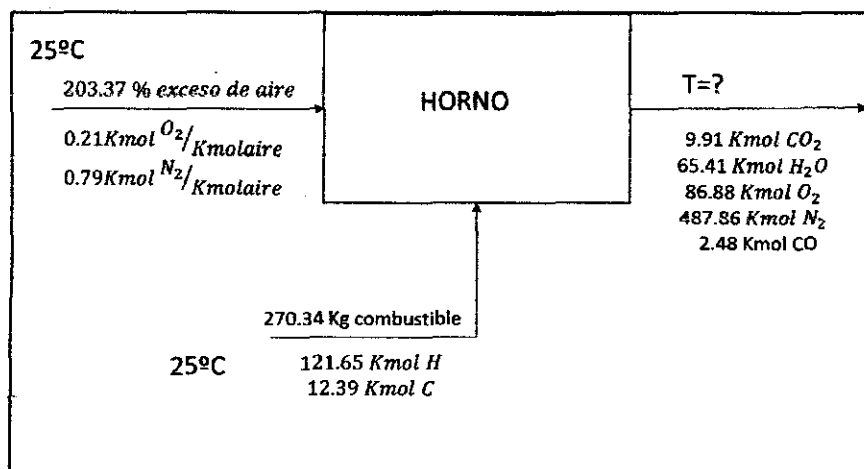 25ºC
203.37 % exceso de aire
0.21Kmol O₂/Kmolaire
0.79Kmol N₂/Kmolaire
HORNO
T=?
9.91 Kmol CO₂
65.41 Kmol H₂O
86.88 Kmol O₂
487.86 Kmol N₂
2.48 Kmol CO
270.34 Kg combustible
25ºC
121.65 Kmol H
12.39 Kmol C